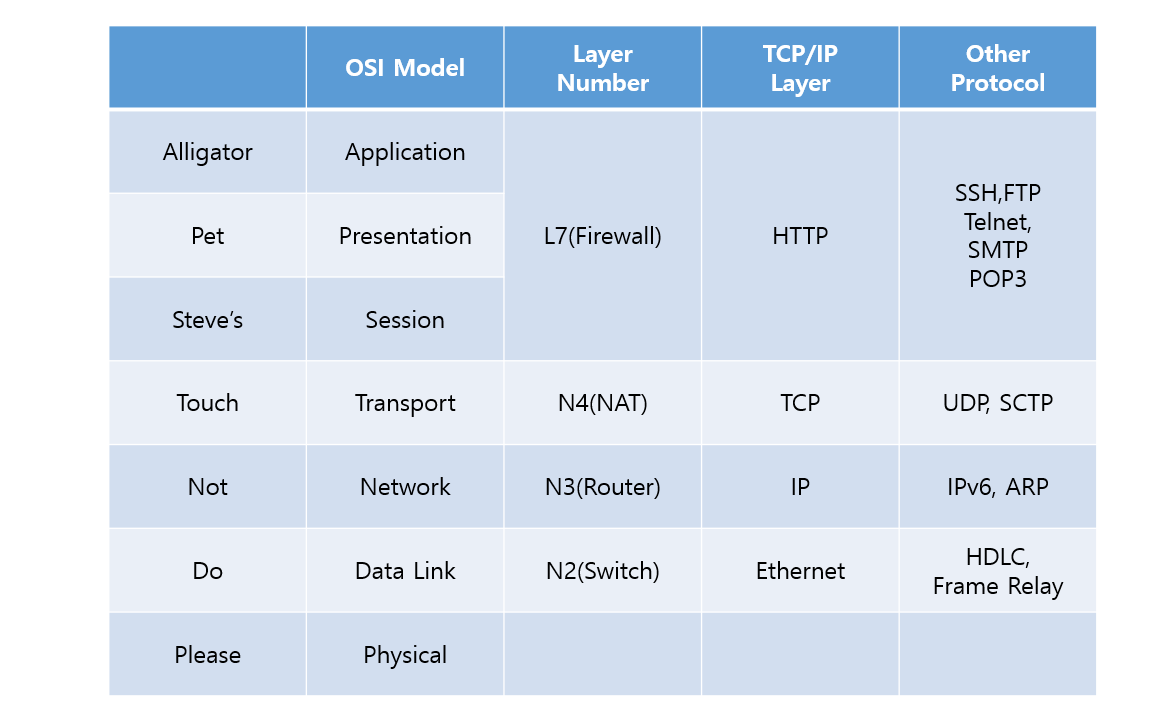 OSI Model
Layer
Number
TCP/IP
Layer
Other
Protocol
Alligator
Application
Pet
Presentation
Steve’s
Session
L7(Firewall)
HTTP
SSH,FTP
Telnet,
SMTP
POP3
Touch
Transport
N4(NAT)
TCP
UDP, SCTP
Not
Network
N3(Router)
IP
IPv6, ARP
Do
Data Link
N2(Switch)
Ethernet
HDLC,
Frame Relay
Please
Physical